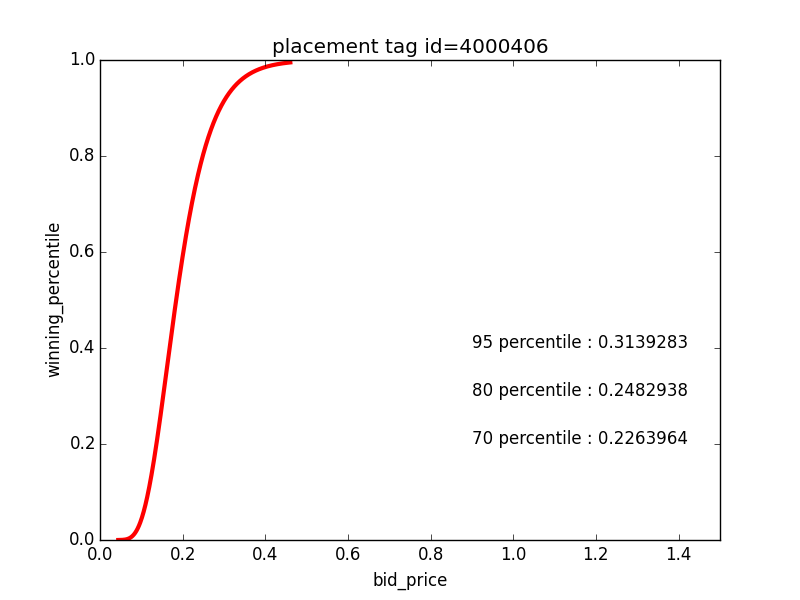 placement tag id=4000406
1.0
0.8
0.6
0.4
0.2
0.0
winning_percentile
95 percentile : 0.3139283
80 percentile : 0.2482938
70 percentile : 0.2263964
0.0 0.2 0.4 0.6 0.8 1.0 1.2 1.4
bid_price